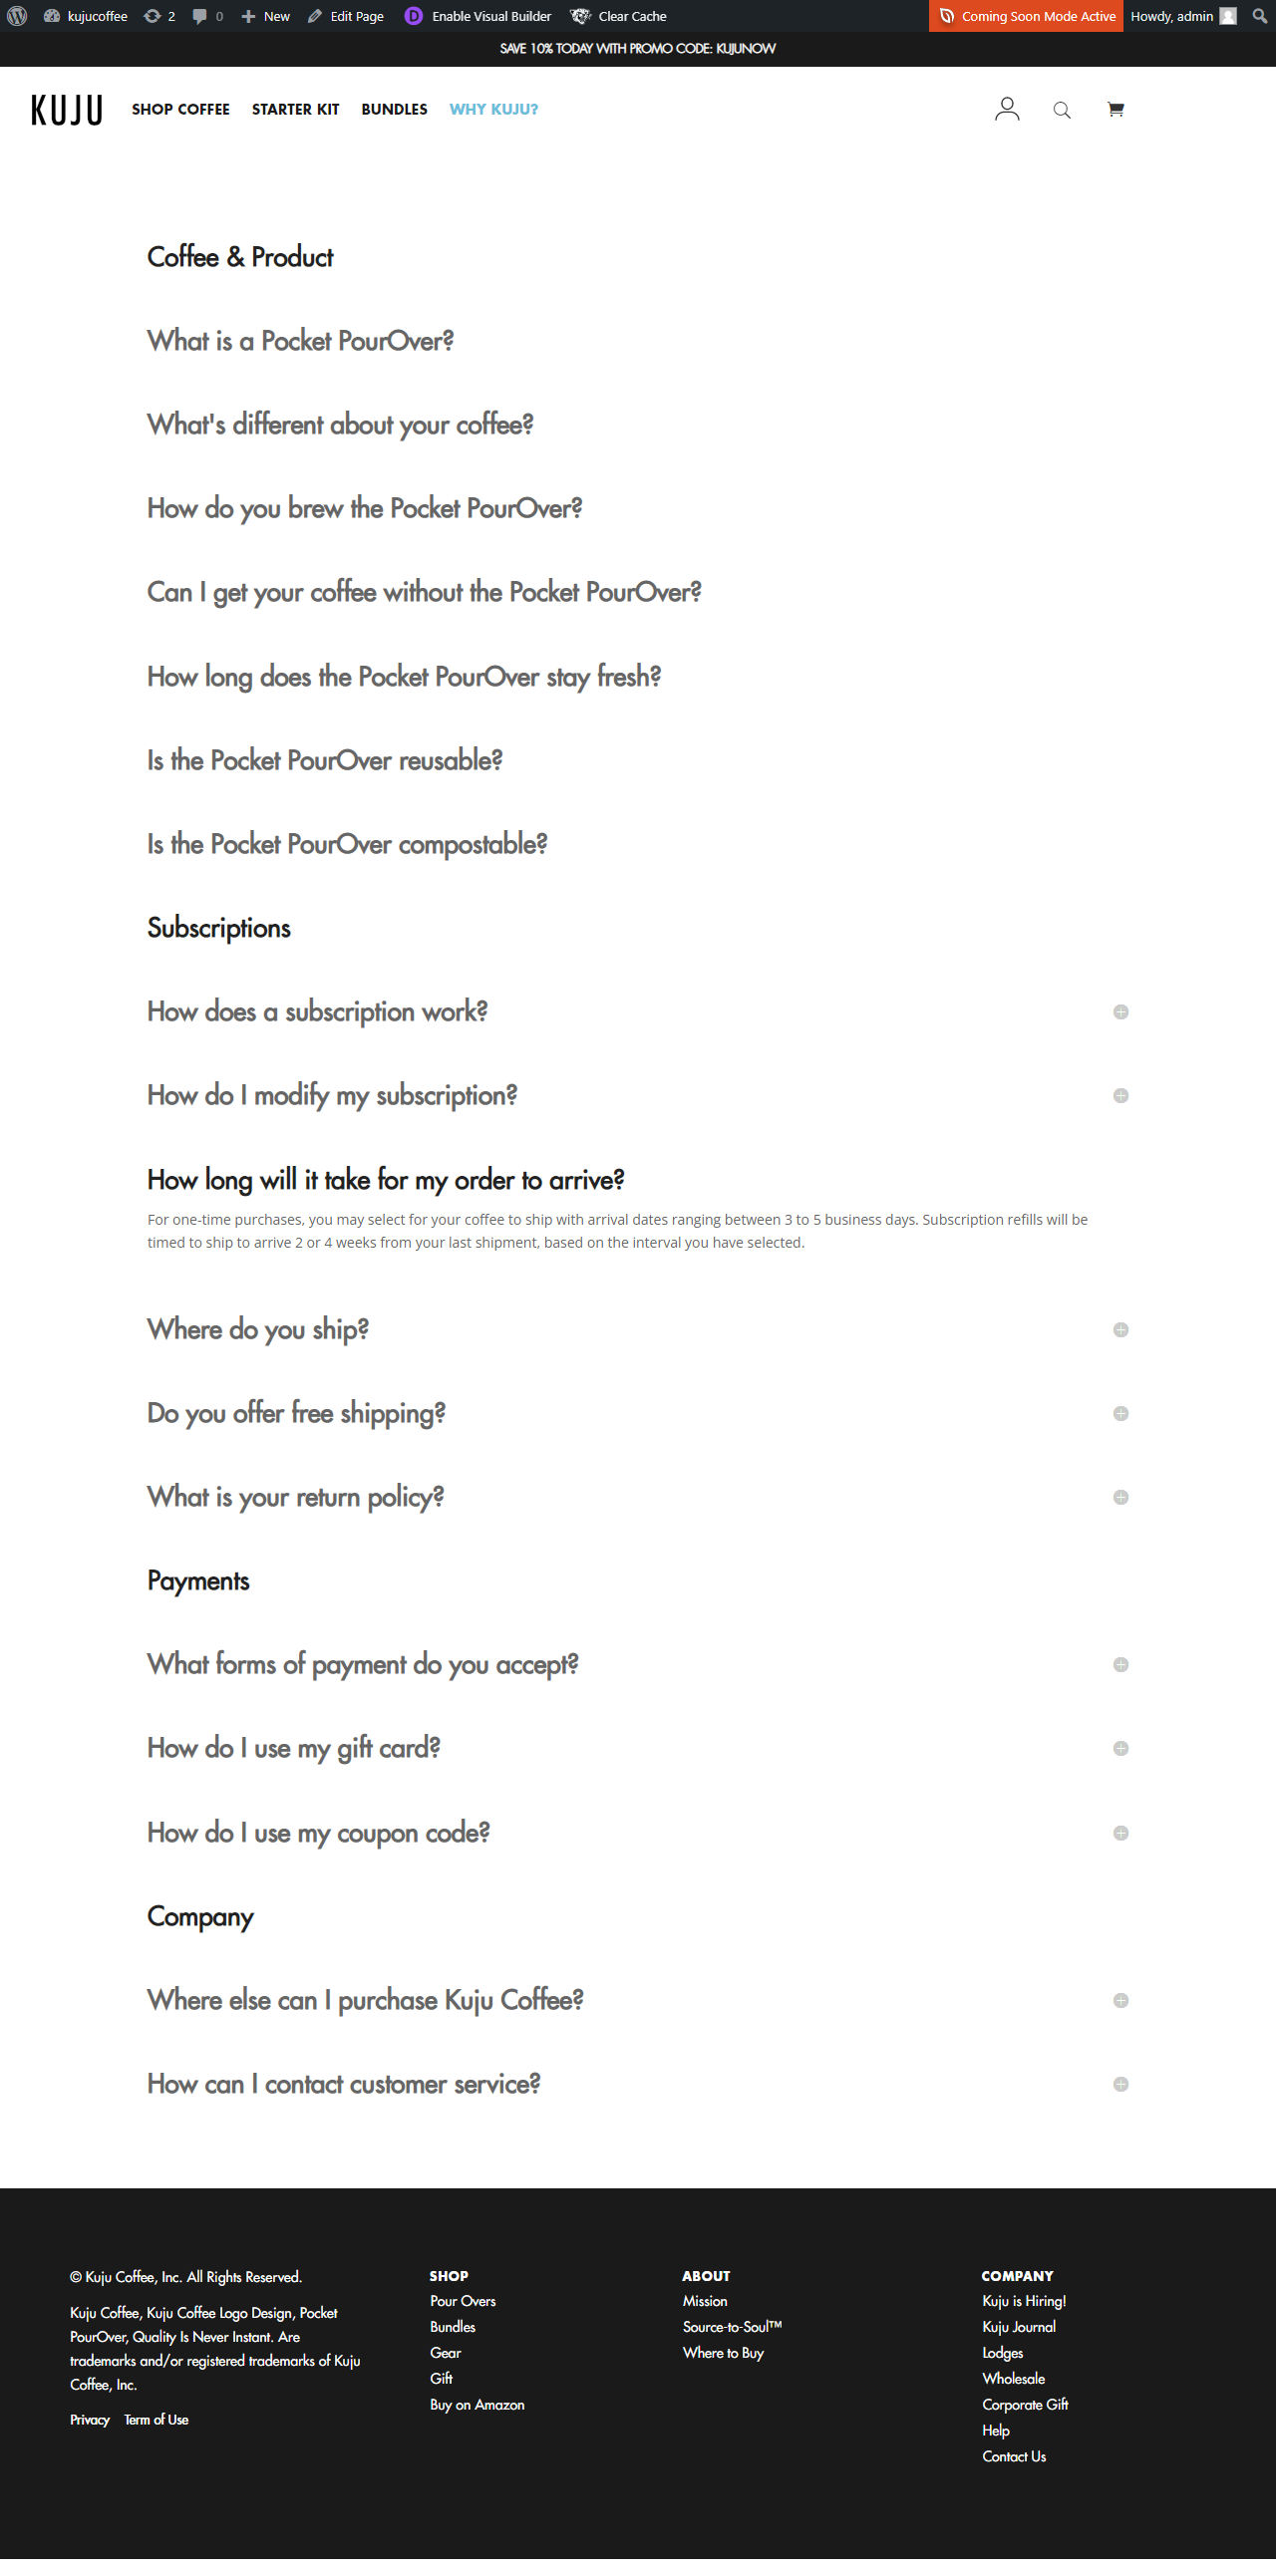 kujucoffee 2 0 New Edit Page Enable Visual Builder Clear Cache Coming Soon Mode Active Howdy, admin
SAVE 10% TODAY WITH PROMO CODE: KUJUNOW
KUJU SHOP COFFEE STARTER KIT BUNDLES WHY KUJU?
Coffee & Product
What is a Pocket PourOver?
What's different about your coffee?
How do you brew the Pocket PourOver?
Can I get your coffee without the Pocket PourOver?
How long does the Pocket PourOver stay fresh?
Is the Pocket PourOver reusable?
Is the Pocket PourOver compostable?
Subscriptions
How does a subscription work?
How do I modify my subscription?
How long will it take for my order to arrive?
For one-time purchases, you may select for your coffee to ship with arrival dates ranging between 3 to 5 business days. Subscription refills will be
timed to ship to arrive 2 or 4 weeks from your last shipment, based on the interval you have selected.
Where do you ship?
Do you offer free shipping?
What is your return policy?
Payments
What forms of payment do you accept?
How do I use my gift card?
How do I use my coupon code?
Company
Where else can I purchase Kuju Coffee?
How can I contact customer service?
© Kuju Coffee, Inc. All Rights Reserved.
Kuju Coffee, Kuju Coffee Logo Design, Pocket
PourOver, Quality Is Never Instant. Are
trademarks and/or registered trademarks of Kuju
Coffee, Inc.
Privacy Term of Use
SHOP
Pour Overs
Bundles
Gear
Gift
Buy on Amazon
ABOUT
Mission
Source-to-Soul™
Where to Buy
COMPANY
Kuju is Hiring!
Kuju Journal
Lodges
Wholesale
Corporate Gift
Help
Contact Us